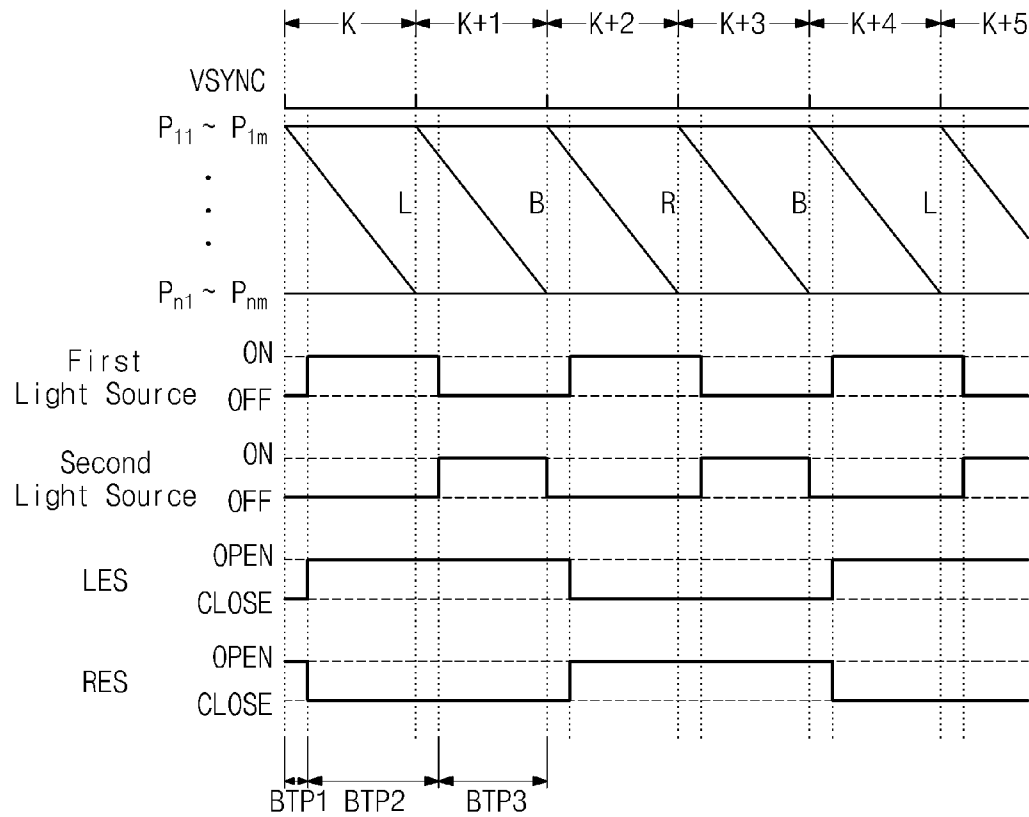 K K+1 K+2 K+3 K+4 K+5
VSYNC
P11 ~ P1m
L B R B L
Pn1 ~ Pnm
First
Light Source
ON
OFF
Second
Light Source
ON
OFF
LES
OPEN
CLOSE
RES
OPEN
CLOSE
BTP1 BTP2 BTP3